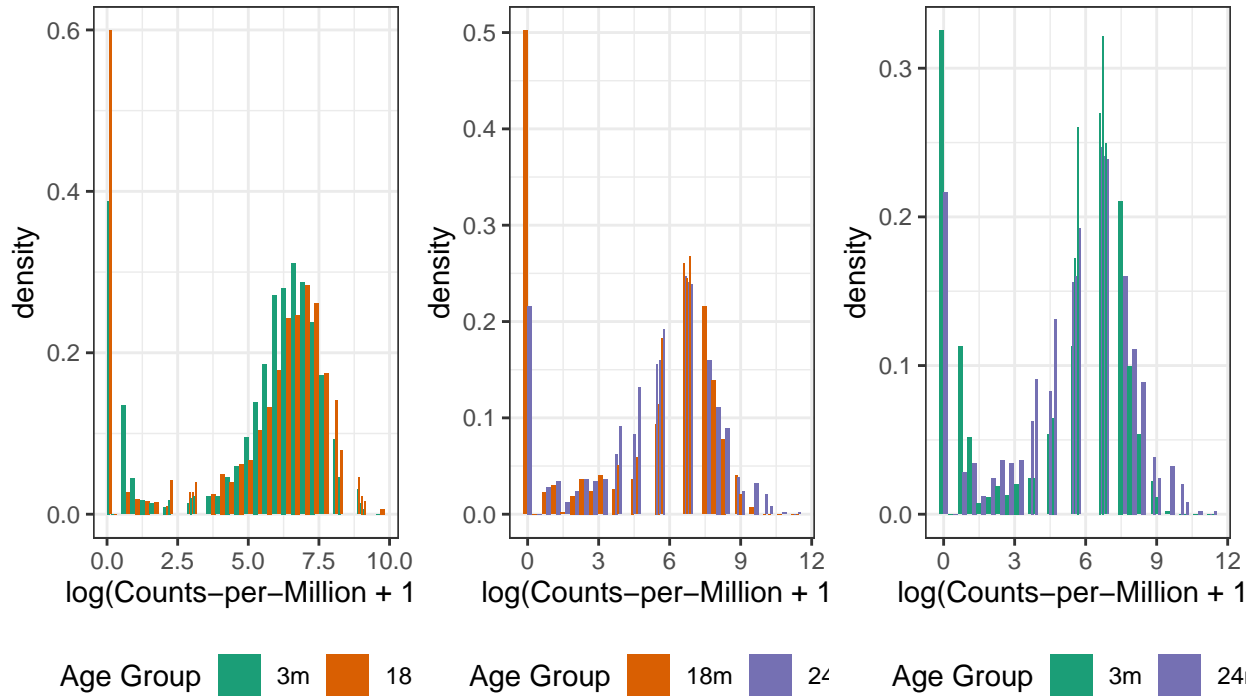 0.6
0.4
0.2
0.0
density
0.0 2.5 5.0 7.5 10.0
log(Counts−per−Million + 1
Age Group 3m 18
0.5
0.4
0.3
0.2
0.1
0.0
density
0 3 6 9 12
log(Counts−per−Million + 1
Age Group 18m 24
0.3
0.2
0.1
0.0
density
0 3 6 9 12
log(Counts−per−Million + 1
Age Group 3m 24m